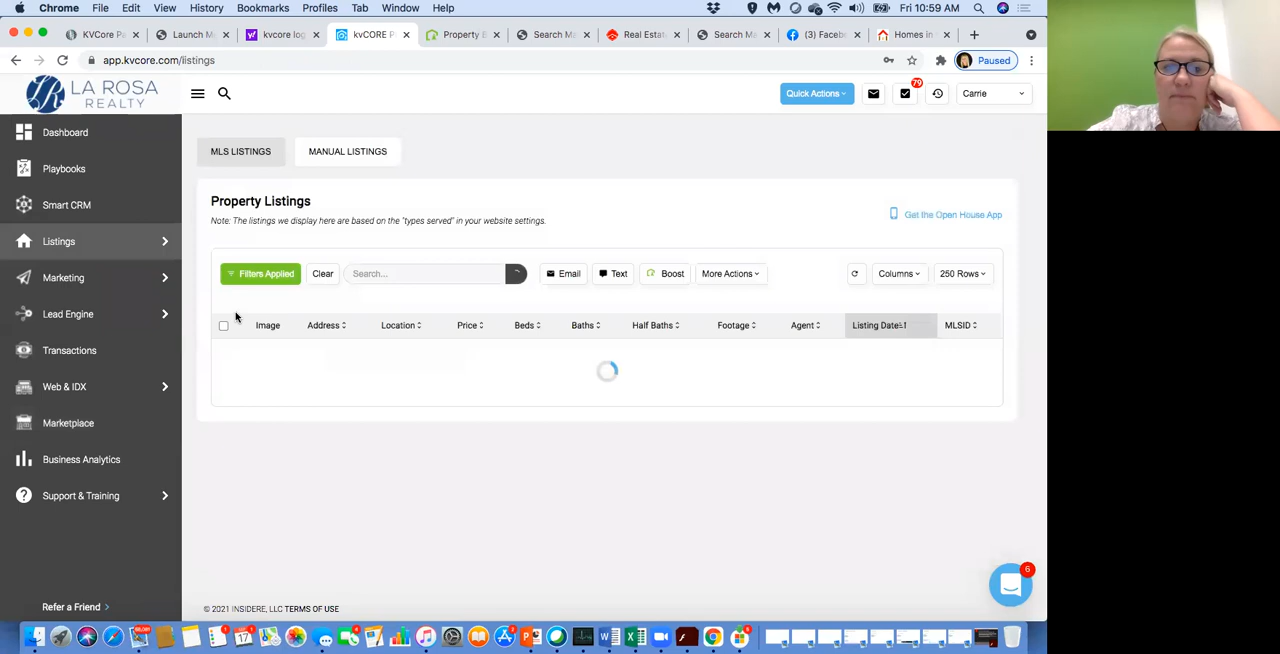 Chrome File Edit View History Bookmarks Profiles Tab Window Help Fri 10:59 AM
KVCore Pa Launch M kvcore log kvCORE P Property B Search Ma Real Estat Search Ma (3) Faceb Homes in
app.kvcore.com/listings Paused
LA ROSA
REALTY
Quick Actions 79 Carrie
Dashboard
Playbooks
Smart CRM
Listings
Marketing
Lead Engine
Transactions
Web & IDX
Marketplace
Business Analytics
Support & Training
Refer a Friend
MLS LISTINGS MANUAL LISTINGS
Property Listings
Note: The listings we display here are based on the "types served" in your website settings.
Get the Open House App
Filters Applied Clear Search... Email Text Boost More Actions Columns 250 Rows
Image Address Location Price Beds Baths Half Baths Footage Agent Listing Date MLSID
6
© 2021 INSIDERE, LLC TERMS OF USE